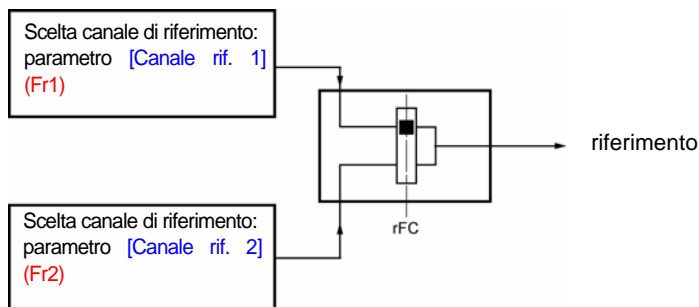 Scelta canale di riferimento:
parametro [Canale rif. 1]
(Fr1)
riferimento
Scelta canale di riferimento:
parametro [Canale rif. 2]
(Fr2)
rFC